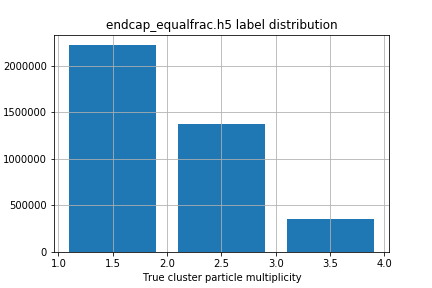 endcap_equalfrac.h5 label distribution
2000000
1500000
1000000
500000
0
1.0 1.5 2.0 2.5 3.0 3.5 4.0
True cluster particle multiplicity